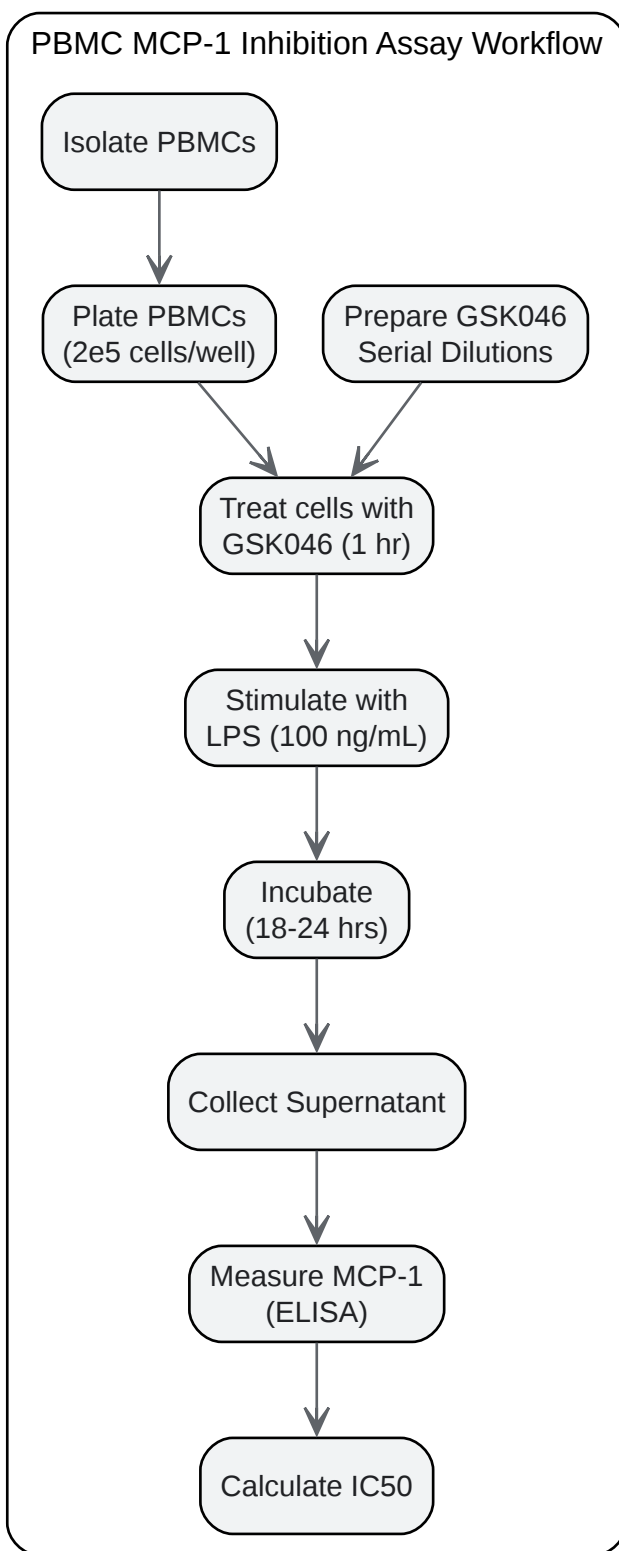 PBMC MCP-1 Inhibition Assay Workflow
Isolate PBMCs
Plate PBMCs
(2e5 cells/well)
Prepare GSK046
Serial Dilutions
Treat cells with
GSK046 (1 hr)
Stimulate with
LPS (100 ng/mL)
Incubate
(18-24 hrs)
Collect Supernatant
Measure MCP-1
(ELISA)
Calculate IC50